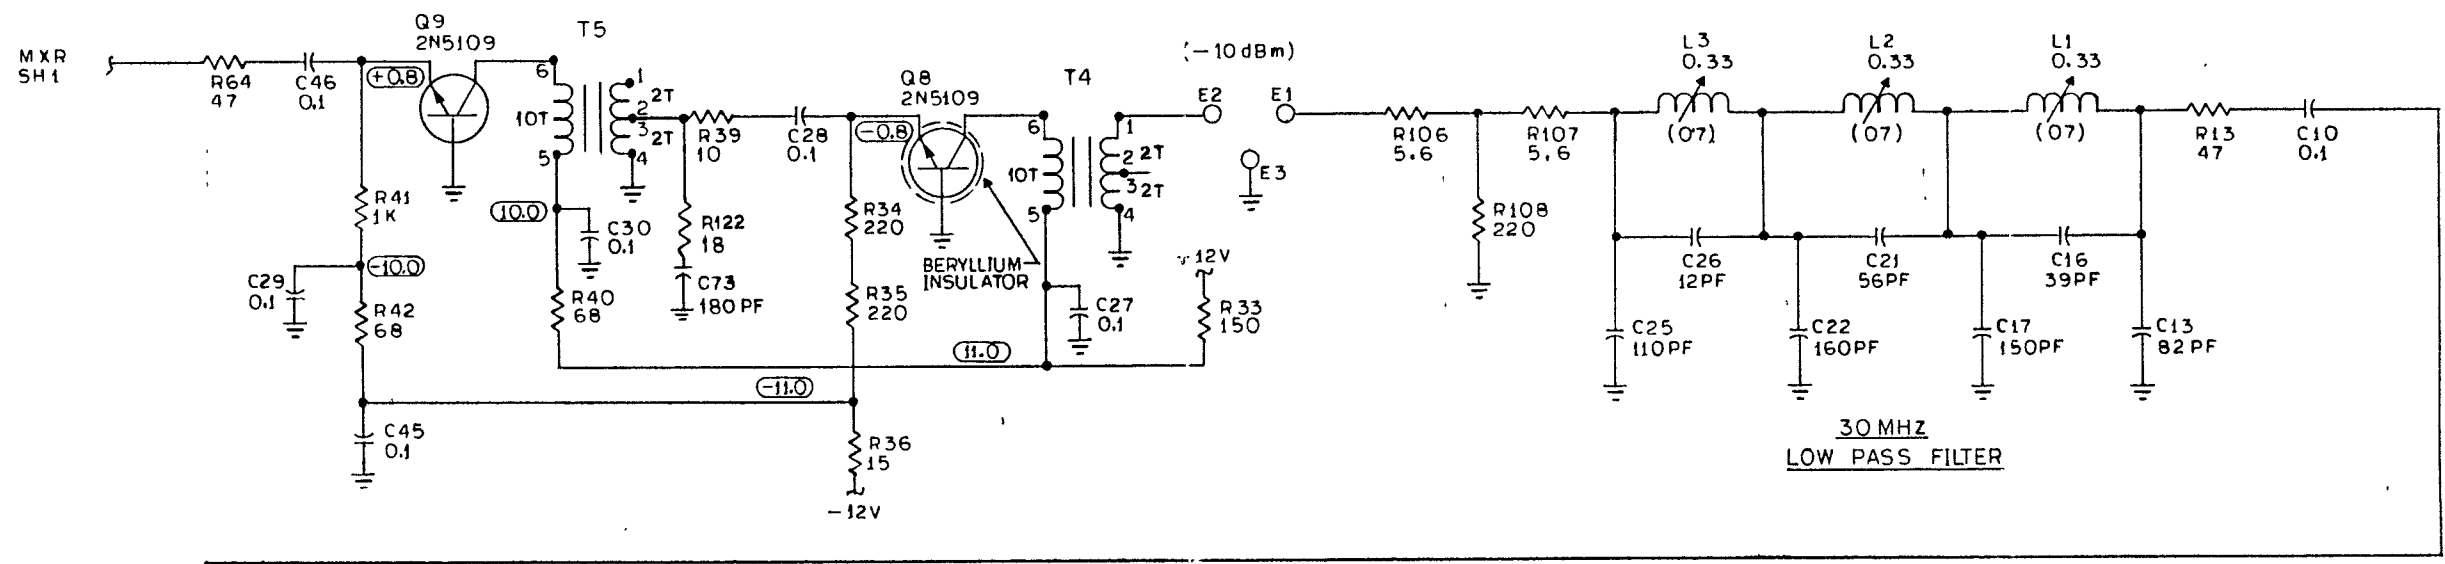 MXR
SH1
R64
47
C46
0.1
+0.8
Q9
2N5109
T5
6
10T
5
1
2T
2
3
2T
4
R39
10
C28
0.1
-0.8
Q8
2N5109
T4
6
10T
5
1
2
2T
3
2T
4
(-10dBm)
E2
E1
E3
R106
5.6
R107
5.6
R108
220
L3
0.33
(07)
L2
0.33
(07)
L1
0.33
(07)
R13
47
C10
0.1
R41
1K
-10.0
C29
0.1
R42
68
10.0
C30
0.1
R40
68
R122
18
C73
180PF
R34
220
R35
220
BERYLLIUM
INSULATOR
C27
0.1
12V
R33
150
11.0
-11.0
C45
0.1
R36
15
-12V
C26
12PF
C21
56PF
C16
39PF
C25
110PF
C22
160PF
C17
150PF
C13
82PF
30MHZ
LOW PASS FILTER